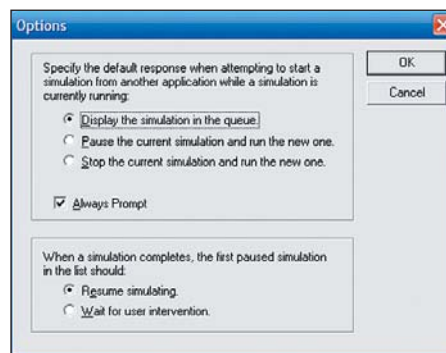 Options
Specify the default response when attempting to start a
simulation from another application while a simulation is
currently running:
Display the simulation in the queue.
Pause the current simulation and run the new one.
Stop the current simulation and run the new one.
Always Prompt
When a simulation completes, the first paused simulation
in the list should:
Resume simulating.
Wait for user intervention.
OK
Cancel